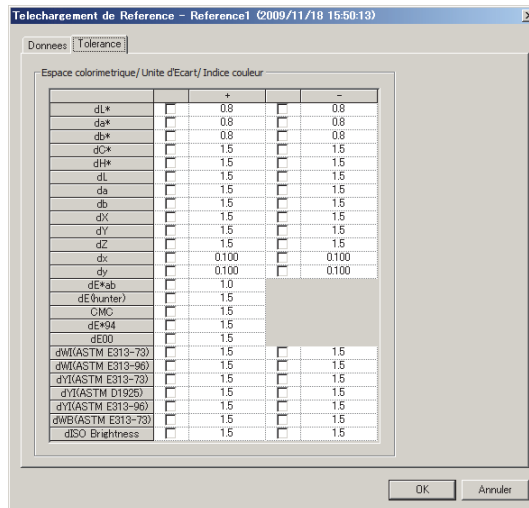 Telechargement de Reference - Reference1 (2009/11/18 15:50:13)
Donnees Tolerance
Espace colorimetrique/ Unite d'Ecart/ Indice couleur
+ -
dL* 0.8 0.8
da* 0.8 0.8
db* 0.8 0.8
dC* 1.5 1.5
dH* 1.5 1.5
dL 1.5 1.5
da 1.5 1.5
db 1.5 1.5
dX 1.5 1.5
dY 1.5 1.5
dZ 1.5 1.5
dx 0.100 0.100
dy 0.100 0.100
dE*ab 1.0
dE(hunter) 1.5
CMC 1.5
dE*94 1.5
dE00 1.5
dWI(ASTM E313-73) 1.5 1.5
dWI(ASTM E313-96) 1.5 1.5
dYI(ASTM E313-73) 1.5 1.5
dYI(ASTM D1925) 1.5 1.5
dYI(ASTM E313-96) 1.5 1.5
dWB(ASTM E313-73) 1.5 1.5
dISO Brightness 1.5 1.5
OK Annuler